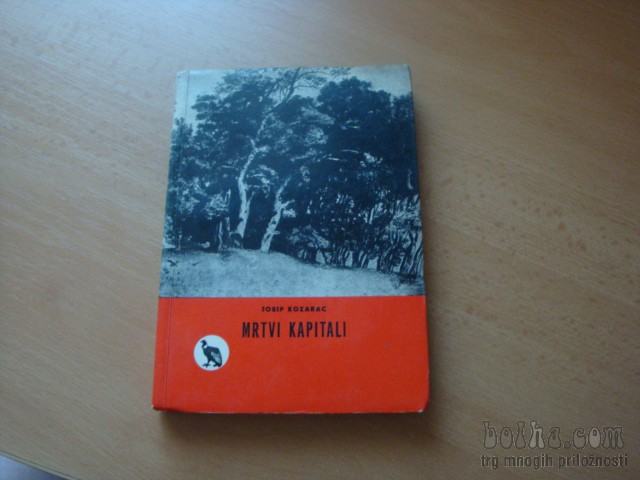 IOSIP KOZARAC
MRTVI KAPITALI
bolha.com
trg mnogih priložnosti